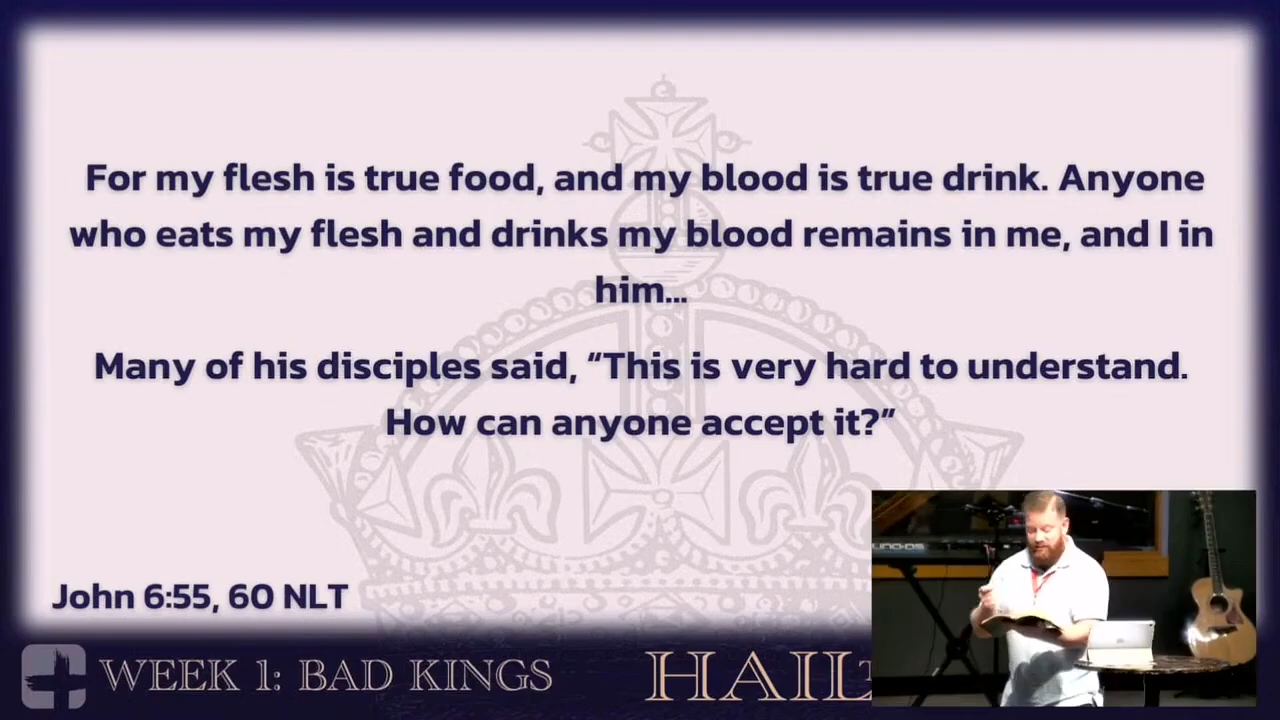 For my flesh is true food, and my blood is true drink. Anyone
who eats my flesh and drinks my blood remains in me, and I in
him...
Many of his disciples said, “This is very hard to understand.
How can anyone accept it?”
John 6:55, 60 NLT
WEEK 1: BAD KINGS
HAIL